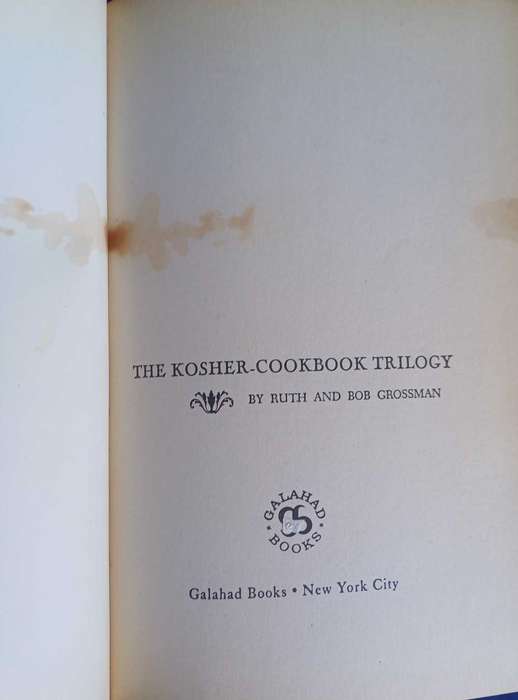 THE KOSHER-COOKBOOK TRILOGY
BY RUTH AND BOB GROSSMAN
GALAHAD
BOOKS
Galahad Books • New York City